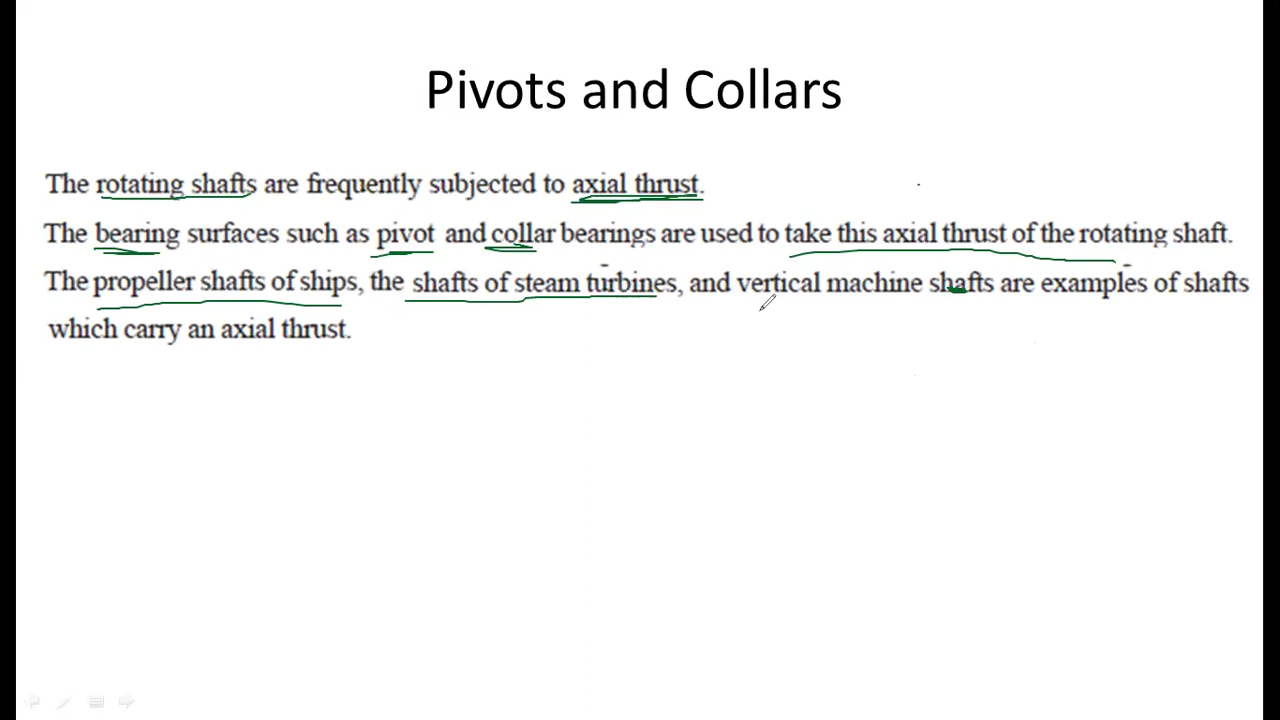 Pivots and Collars
The rotating shafts are frequently subjected to axial thrust.
The bearing surfaces such as pivot and collar bearings are used to take this axial thrust of the rotating shaft.
The propeller shafts of ships, the shafts of steam turbines, and vertical machine shafts are examples of shafts
which carry an axial thrust.